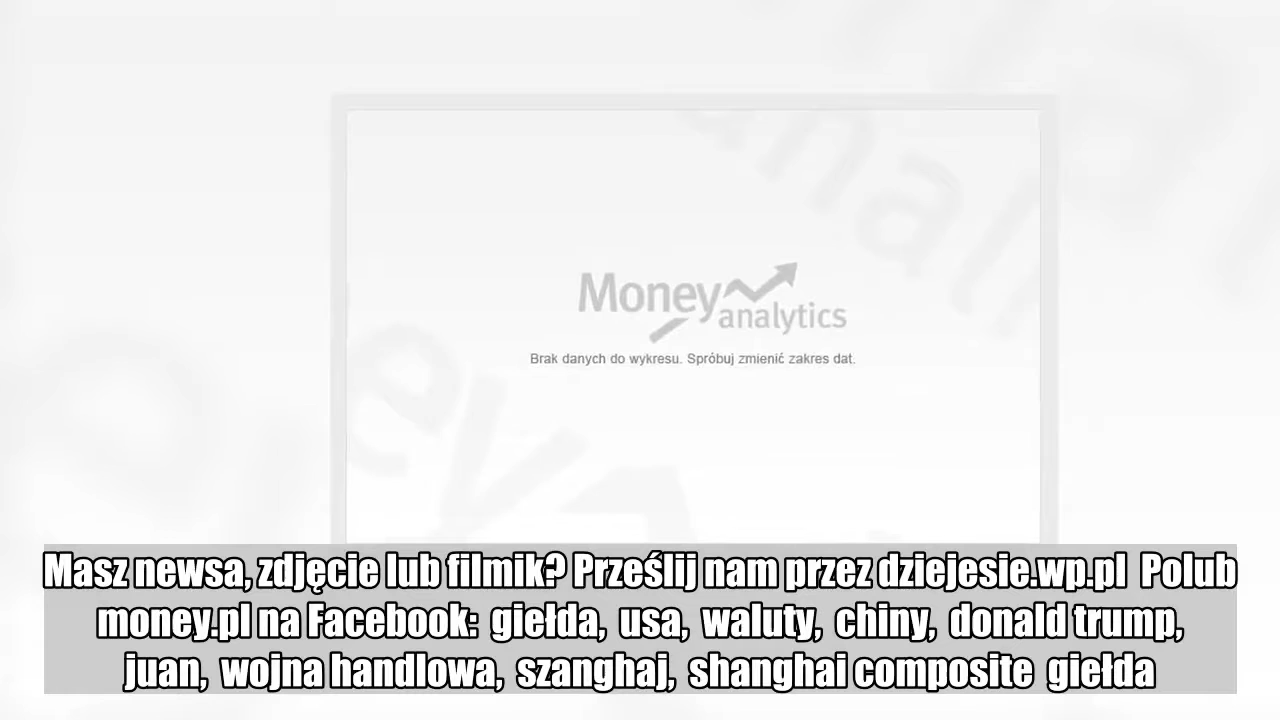 Money
analytics
Brak danych do wykresu. Spróbuj zmienić zakres dat.
Masz newsa, zdjęcie lub filmik? Prześlij nam przez dziejesie.wp.pl Polub
money.pl na Facebook: giełda, usa, waluty, chiny, donald trump,
juan, wojna handlowa, szanghaj, shanghai composite giełda